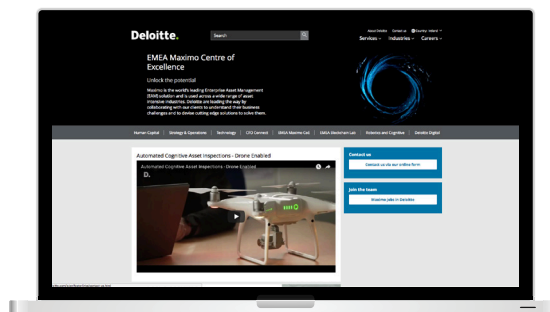 Deloitte.
Search
About Deloitte Contact us
Services Industries Careers
EMEA Maximo Centre of
Excellence
Unlock the potential
Maximo is the world's leading Enterprise Asset Management
(EAM) solution and is used across a wide range of asset
intensive industries. Deloitte are leading the way by
collaborating with our clients to understand their business
challenges and to devise cutting edge solutions to solve them.
Human Capital | Strategy & Operations | Technology | CFO Connect | EMEA Maximo CoE | EMEA Blockchain Lab | Robotics and Cognitive | Deloitte Digital
Automated Cognitive Asset Inspections - Drone Enabled
Automated Cognitive Asset Inspections - Drone Enabled
D.
Contact us
Contact us via our online form
Join the team
Maximo jobs in Deloitte